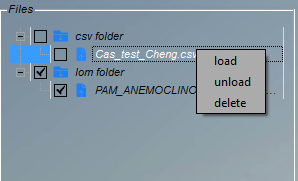 Files
csv folder
Cas_test_Cheng.csv
load
unload
delete
lom folder
PAM_ANEMOCLINO...